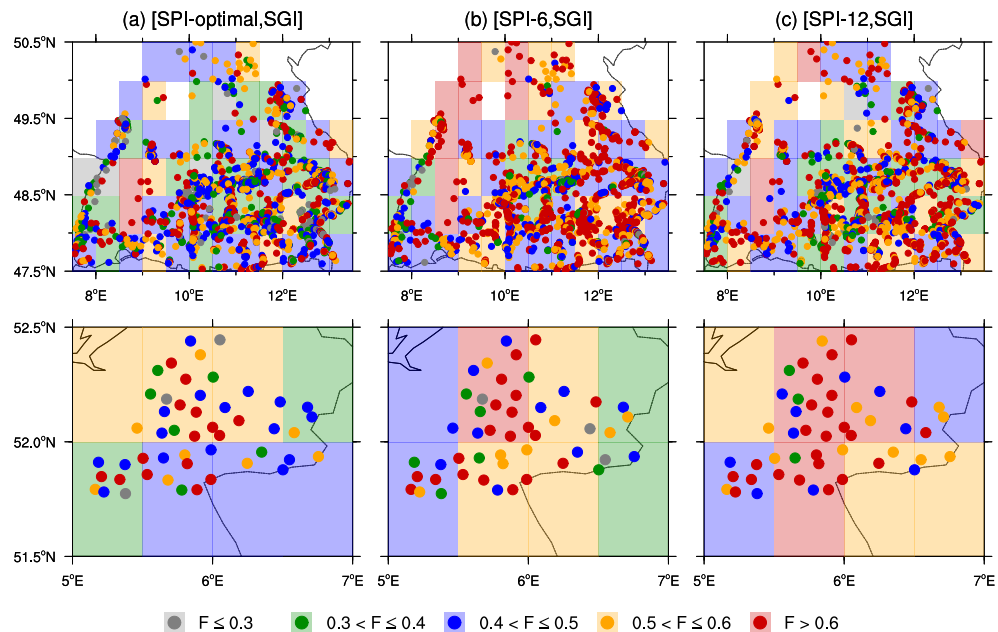 (a) [SPI-optimal,SGI] (b) [SPI-6,SGI] (c) [SPI-12,SGI]
50.5°N
49.5°N
48.5°N
47.5°N
8°E 10°E 12°E 8°E 10°E 12°E 8°E 10°E 12°E
52.5°N
52.0°N
51.5°N
5°E 6°E 7°E 5°E 6°E 7°E 5°E 6°E 7°E
F ≤ 0.3 0.3 < F ≤ 0.4 0.4 < F ≤ 0.5 0.5 < F ≤ 0.6 F > 0.6